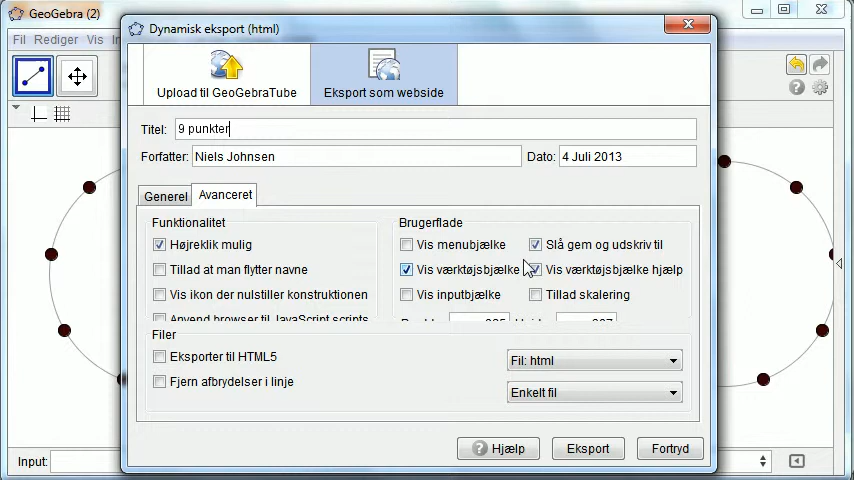 GeoGebra (2)
Dynamisk eksport (html)
Fil Rediger Vis
Upload til GeoGebraTube
Eksport som webside
Titel: 9 punkter
Forfatter: Niels Johnsen Dato: 4 Juli 2013
Generel Avanceret
Funktionalitet Brugerflade
Højreklik mulig Vis menubjælke Slå gem og udskriv til
Tillad at man flytter navne Vis værktøjsbjælke Vis værktøjsbjælke hjælp
Vis ikon der nulstiller konstruktionen Vis inputbjælke Tillad skalering
Anvend browser til JavaScript scripts
Filer
Eksporter til HTML5 Fil: html
Fjern afbrydelser i linje Enkelt fil
? Hjælp Eksport Fortryd
Input: